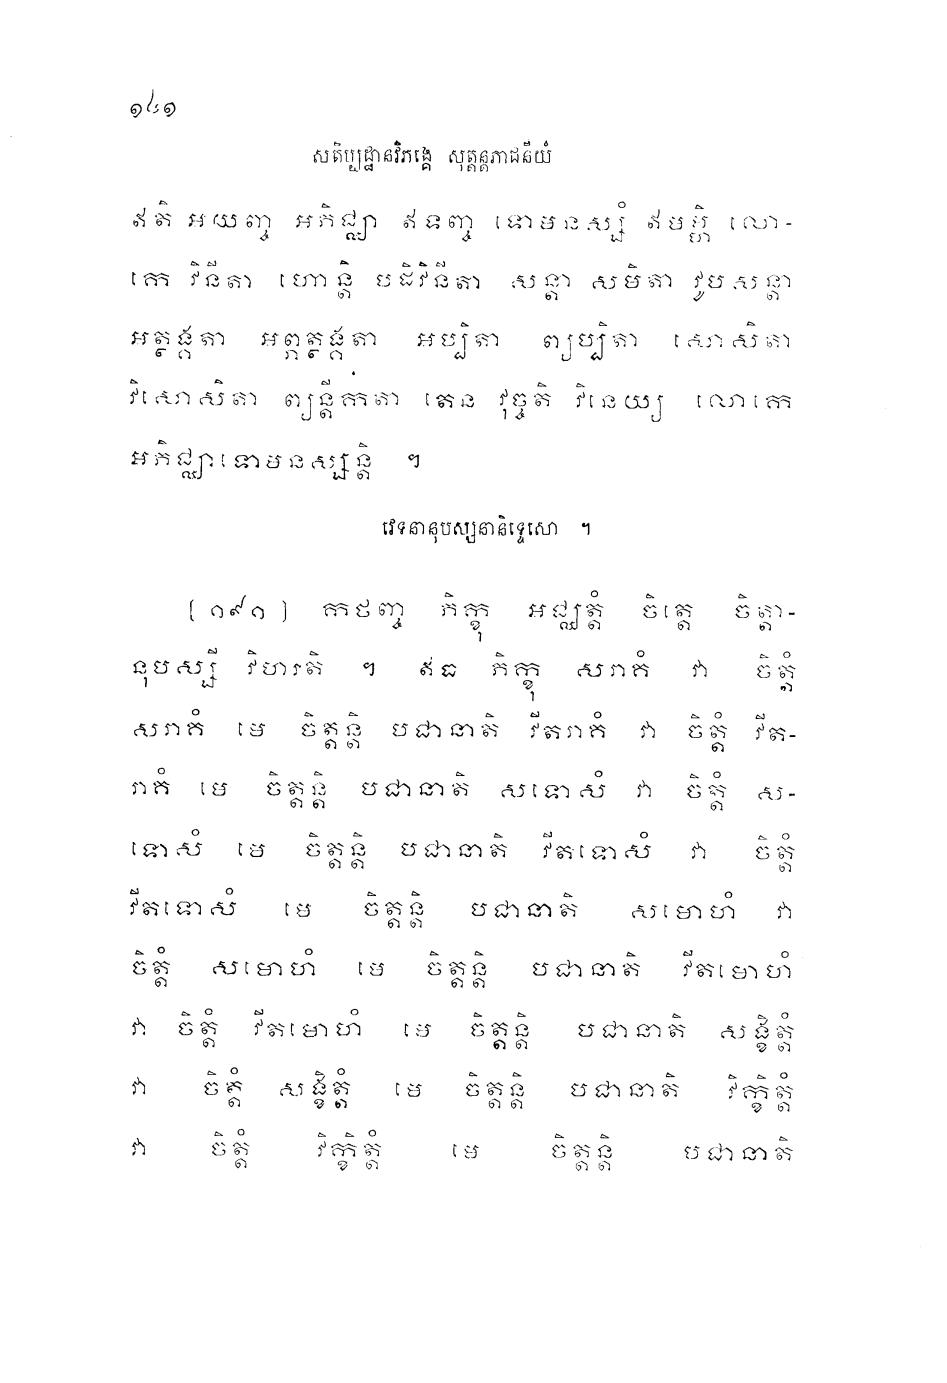 ១៤១
សតិប្បដ្ឋានវិភង្គេ សុត្តន្តភាជនីយំ
ឥតិ អយញ្ច អភិជ្ឈា ឥទញ្ច ទោមនស្សំ ឥមម្ហិ លោ-
កេ វិនីតា ហោន្តិ បដិវិនីតា សន្តា សមិតា វូបសន្តា
អត្ថង្គតា អព្ភត្ថង្គតា អប្បិតា ព្យប្បិតា សោសិតា
វិសោសិតា ព្យន្តីកតា តេន វុច្ចតិ វិនេយ្យ លោកេ
អភិជ្ឈាទោមនស្សន្តិ ។
វេទនានុបស្សនានិទ្ទេសោ ។
[១៩១] កថញ្ច ភិក្ខុ អជ្ឈត្តំ ចិត្តេ ចិត្តា-
នុបស្សី វិហរតិ ។ ឥធ ភិក្ខុ សរាគំ វា ចិត្តំ
សរាគំ មេ ចិត្តន្តិ បជានាតិ វីតរាគំ វា ចិត្តំ វីត-
រាគំ មេ ចិត្តន្តិ បជានាតិ សទោសំ វា ចិត្តំ ស-
ទោសំ មេ ចិត្តន្តិ បជានាតិ វីតទោសំ វា ចិត្តំ
វីតទោសំ មេ ចិត្តន្តិ បជានាតិ សមោហំ វា
ចិត្តំ សមោហំ មេ ចិត្តន្តិ បជានាតិ វីតមោហំ
វា ចិត្តំ វីតមោហំ មេ ចិត្តន្តិ បជានាតិ សង្ខិត្តំ
វា ចិត្តំ សង្ខិត្តំ មេ ចិត្តន្តិ បជានាតិ វិក្ខិត្តំ
វា ចិត្តំ វិក្ខិត្តំ មេ ចិត្តន្តិ បជានាតិ